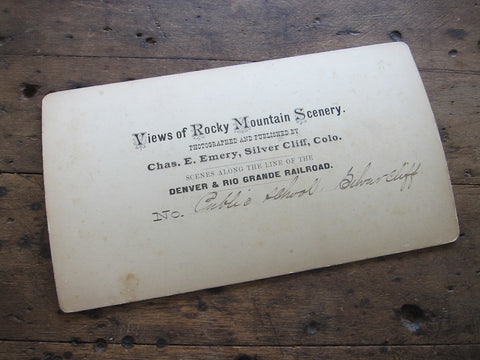 Views of Rocky Mountain Scenery.
PHOTOGRAPHED AND PUBLISHED BY
Chas. E. Emery, Silver Cliff, Colo.
SCENES ALONG THE LINE OF THE
DENVER & RIO GRANDE RAILROAD.
No. Public school. Silver cliff